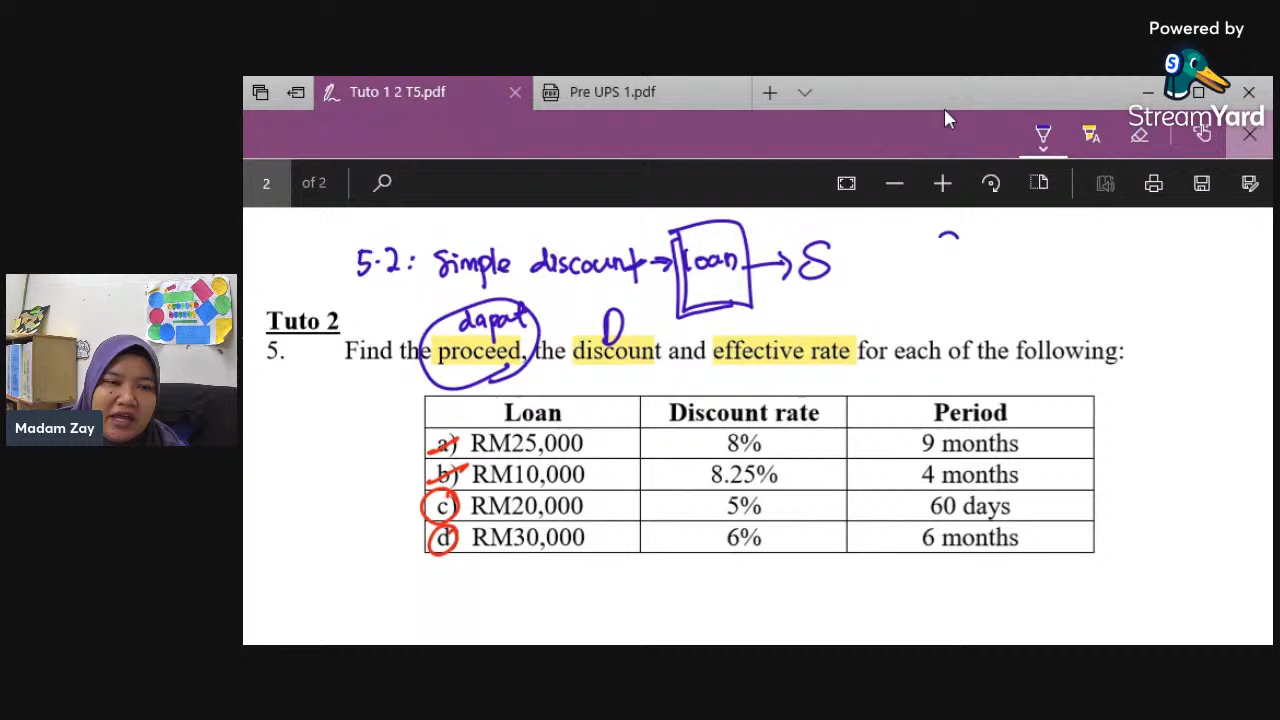 Powered by
StreamYard
Tuto 1 2 T5.pdf
Pre UPS 1.pdf
2 of 2
5.2: Simple discount → loan → S
Tuto 2
dapat D
5. Find the proceed, the discount and effective rate for each of the following:
Loan Discount rate Period
a) RM25,000 8% 9 months
b) RM10,000 8.25% 4 months
c) RM20,000 5% 60 days
d RM30,000 6% 6 months
Madam Zay